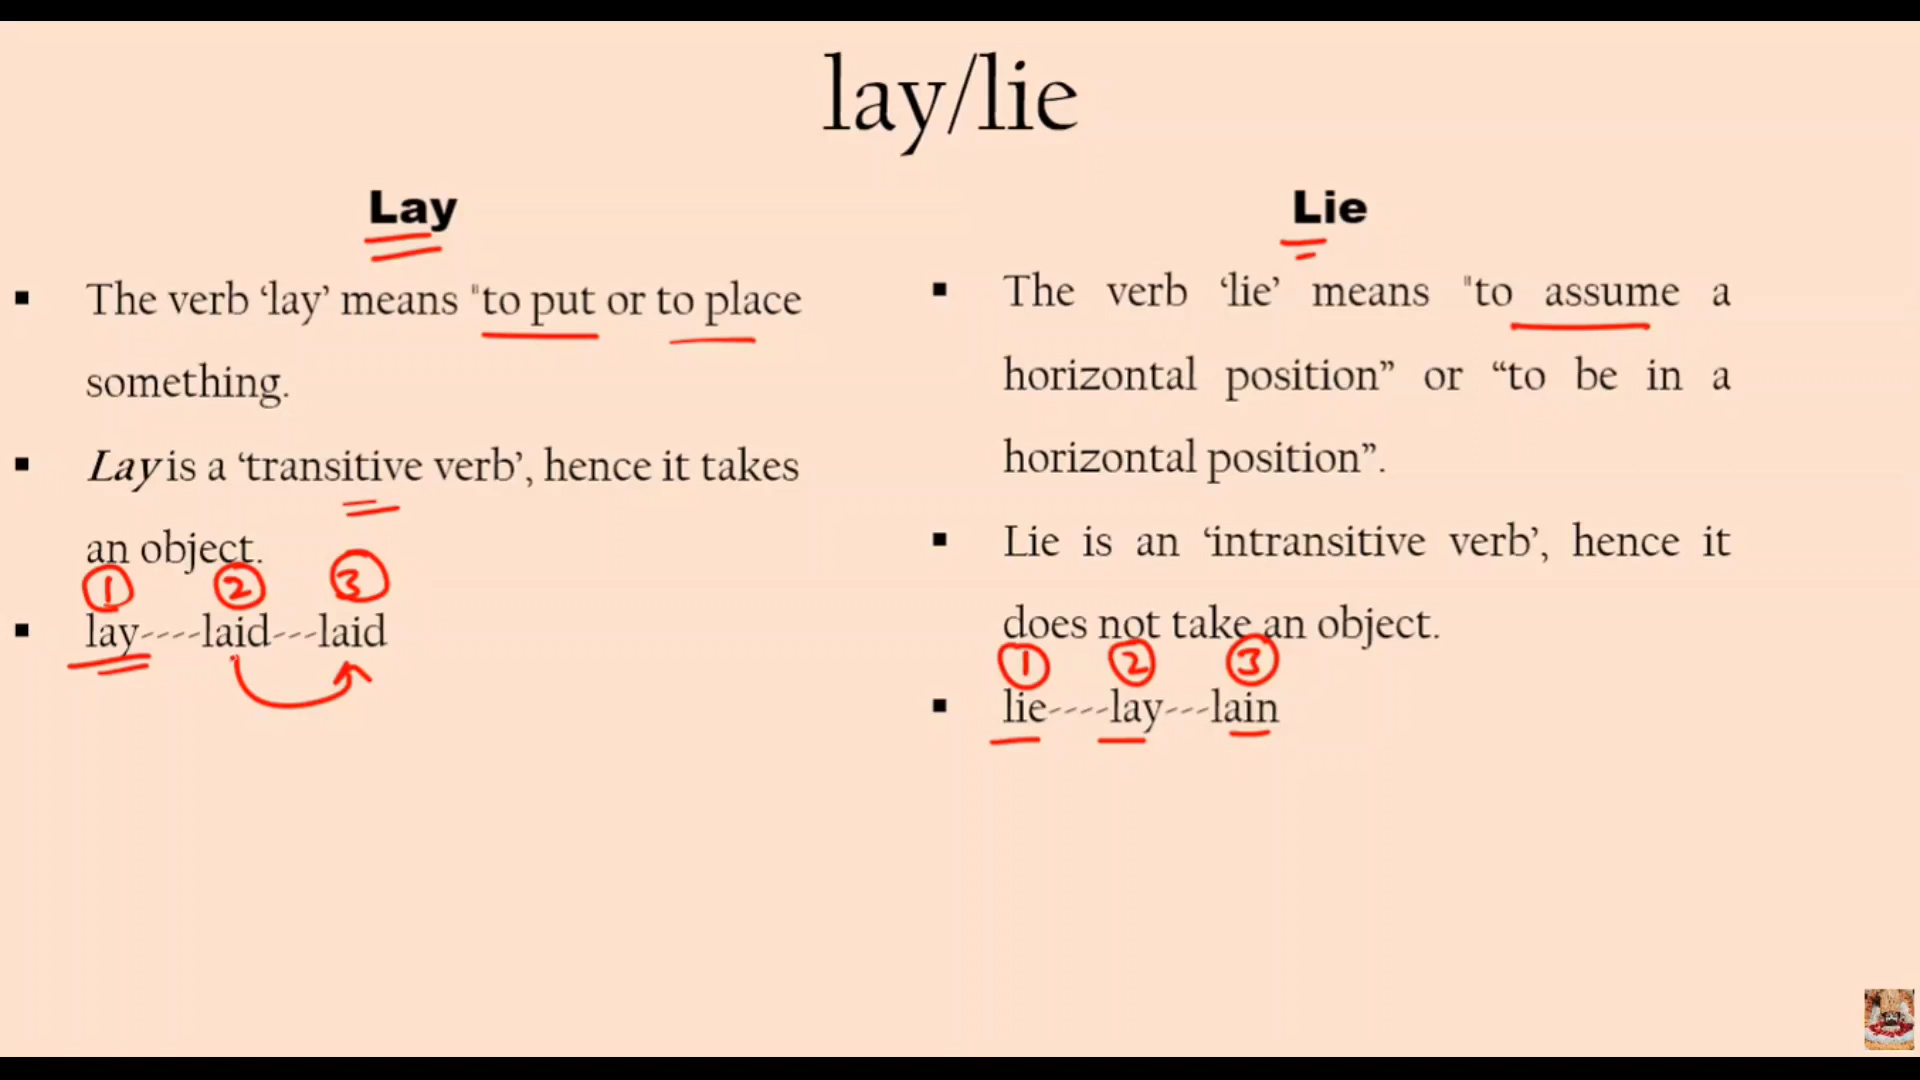 lay/lie
Lay
The verb ‘lay’ means "to put or to place
something.
Lay is a ‘transitive verb’, hence it takes
an object.
1 2 3
lay----laid---laid
Lie
The verb ‘lie’ means "to assume a
horizontal position” or “to be in a
horizontal position”.
Lie is an ‘intransitive verb’, hence it
does not take an object.
1 2 3
lie----lay---lain